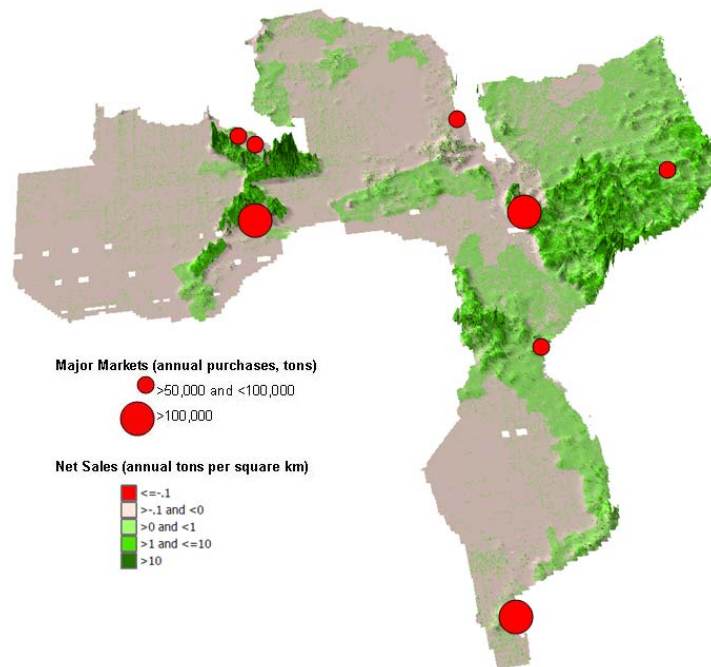 Major Markets (annual purchases, tons)
>50,000 and <100,000
>100,000
Net Sales (annual tons per square km)
<=-.1
>-.1 and <0
>0 and <1
>1 and <=10
>10